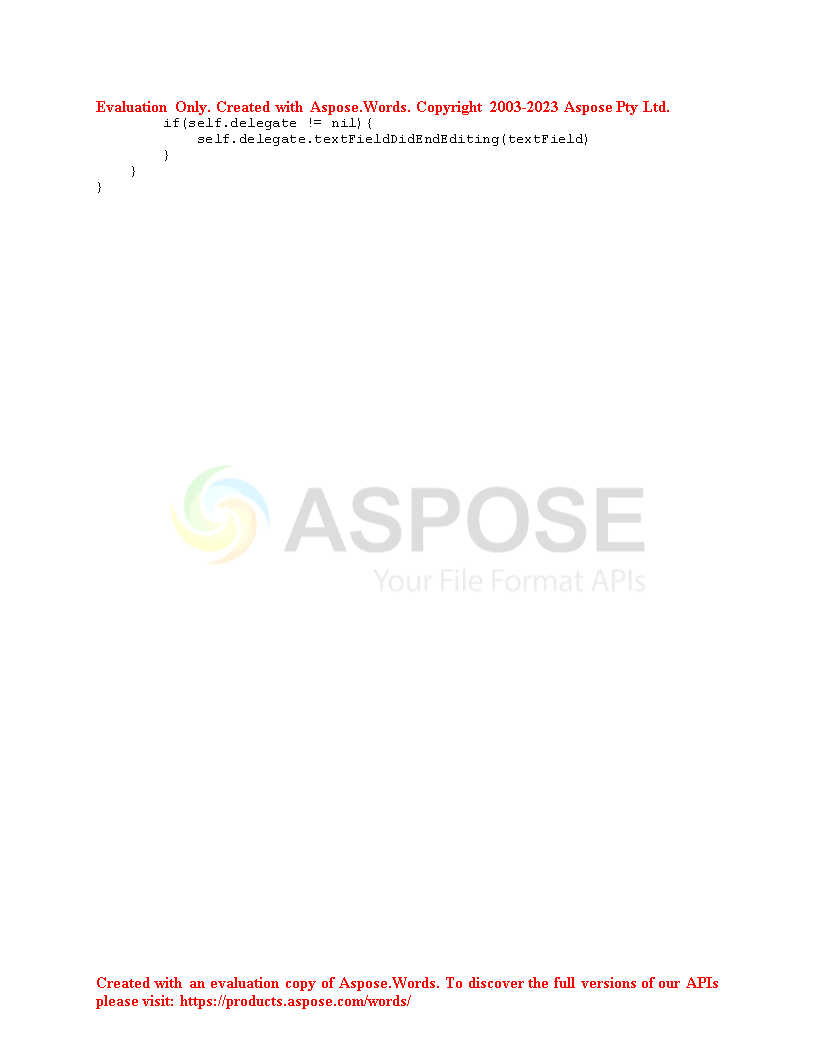 Evaluation Only. Created with Aspose.Words. Copyright 2003-2023 Aspose Pty Ltd.
        if(self.delegate != nil){
            self.delegate.textFieldDidEndEditing(textField)
        }
    }
}
ASPOSE
Your File Format APIs
Created with an evaluation copy of Aspose.Words. To discover the full versions of our APIs
please visit: https://products.aspose.com/words/